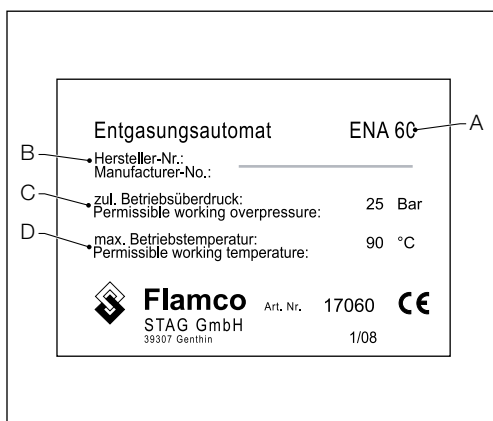 Entgasungsautomat ENA 60 A
B Hersteller-Nr.:
Manufacturer-No.:
C zul. Betriebsüberdruck:
Permissible working overpressure: 25 Bar
D max. Betriebstemperatur:
Permissible working temperature: 90 °C
Flamco Art. Nr. 17060 CE
STAG GmbH
39307 Genthin 1/08